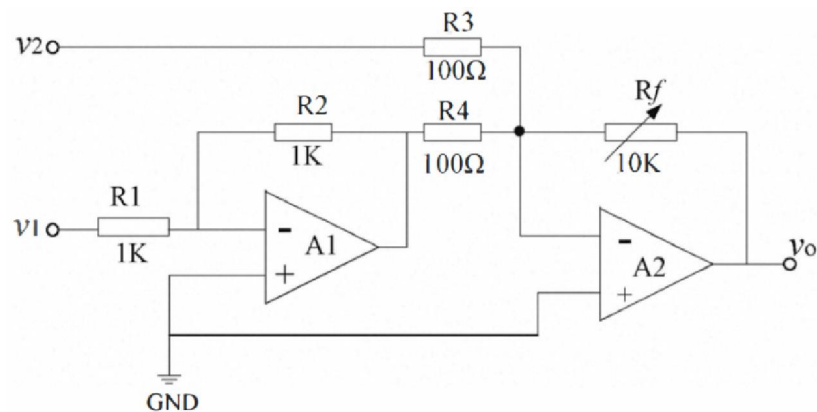 R3
v2
100Ω
R2
R4
Rf
1K
100Ω
10K
R1
v1
1K
-
A1
+
-
A2
+
vo
GND